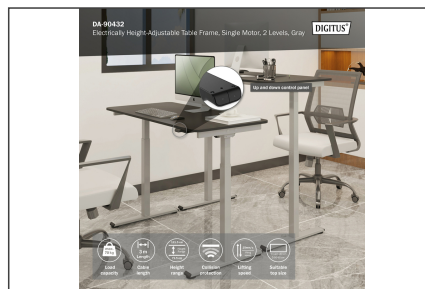 DA-90432
Electrically Height-Adjustable Table Frame, Single Motor, 2 Levels, Gray
DIGITUS®
Up and down control panel
Load capacity
Length
Height range
Collision protection
Lifting speed
Suitable top size